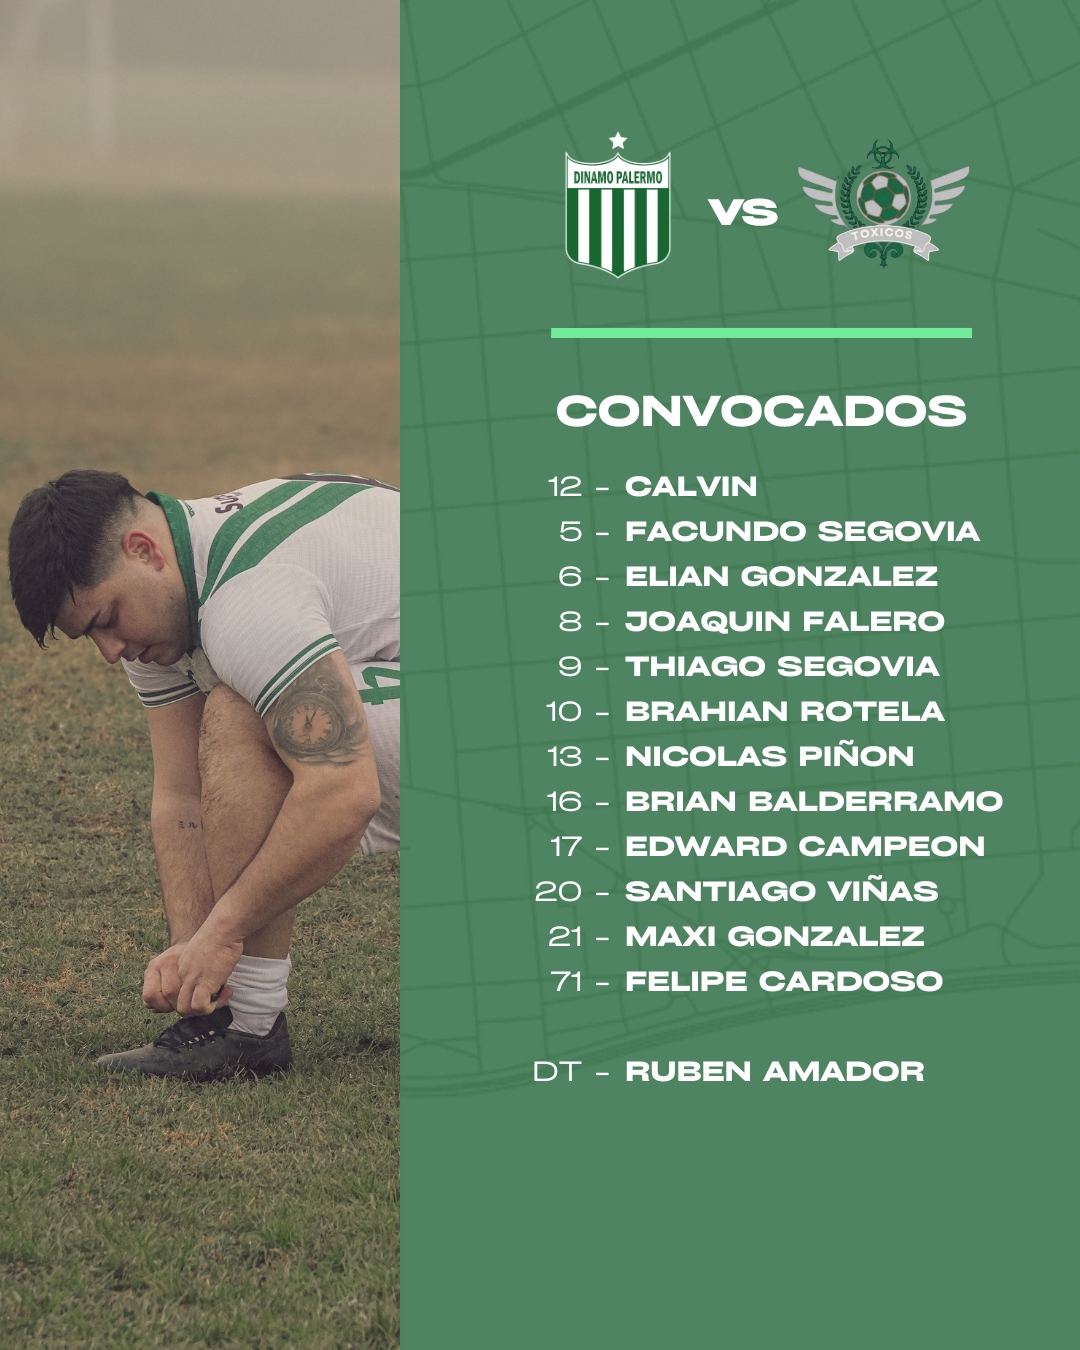 DINAMO PALERMO
VS
TOXICOS
CONVOCADOS
12 - CALVIN
5 - FACUNDO SEGOVIA
6 - ELIAN GONZALEZ
8 - JOAQUIN FALERO
9 - THIAGO SEGOVIA
10 - BRAHIAN ROTELA
13 - NICOLAS PIÑON
16 - BRIAN BALDERRAMO
17 - EDWARD CAMPEON
20 - SANTIAGO VIÑAS
21 - MAXI GONZALEZ
71 - FELIPE CARDOSO
DT - RUBEN AMADOR
4